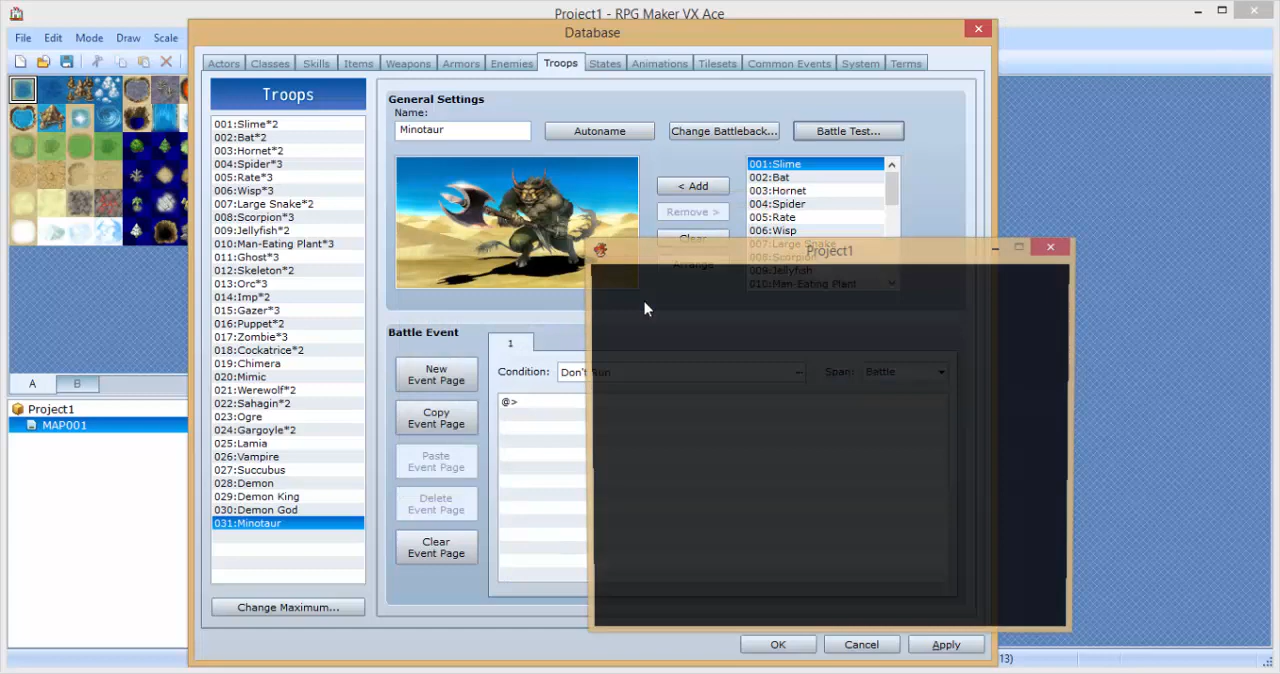 Project1 - RPG Maker VX Ace
File Edit Mode Draw Scale
Database
Actors Classes Skills Items Weapons Armors Enemies Troops States Animations Tilesets Common Events System Terms
Troops
001:Slime*2
002:Bat*2
003:Hornet*2
004:Spider*3
005:Rate*3
006:Wisp*3
007:Large Snake*2
008:Scorpion*3
009:Jellyfish*2
010:Man-Eating Plant*3
011:Ghost*3
012:Skeleton*2
013:Orc*3
014:Imp*2
015:Gazer*3
016:Puppet*2
017:Zombie*3
018:Cockatrice*2
019:Chimera
020:Mimic
021:Werewolf*2
022:Sahagin*2
023:Ogre
024:Gargoyle*2
025:Lamia
026:Vampire
027:Succubus
028:Demon
029:Demon King
030:Demon God
031:Minotaur
Change Maximum...
General Settings
Name:
Minotaur
Autoname
Change Battleback...
Battle Test...
< Add
Remove >
Clear
Arrange
001:Slime
002:Bat
003:Hornet
004:Spider
005:Rate
006:Wisp
007:Large Snake
008:Scorpion
009:Jellyfish
010:Man-Eating Plant
Project1
Battle Event
New
Event Page
Copy
Event Page
Paste
Event Page
Delete
Event Page
Clear
Event Page
1
Condition: Don't Run
Span: Battle
@>
OK Cancel Apply
A B
Project1
MAP001
13)